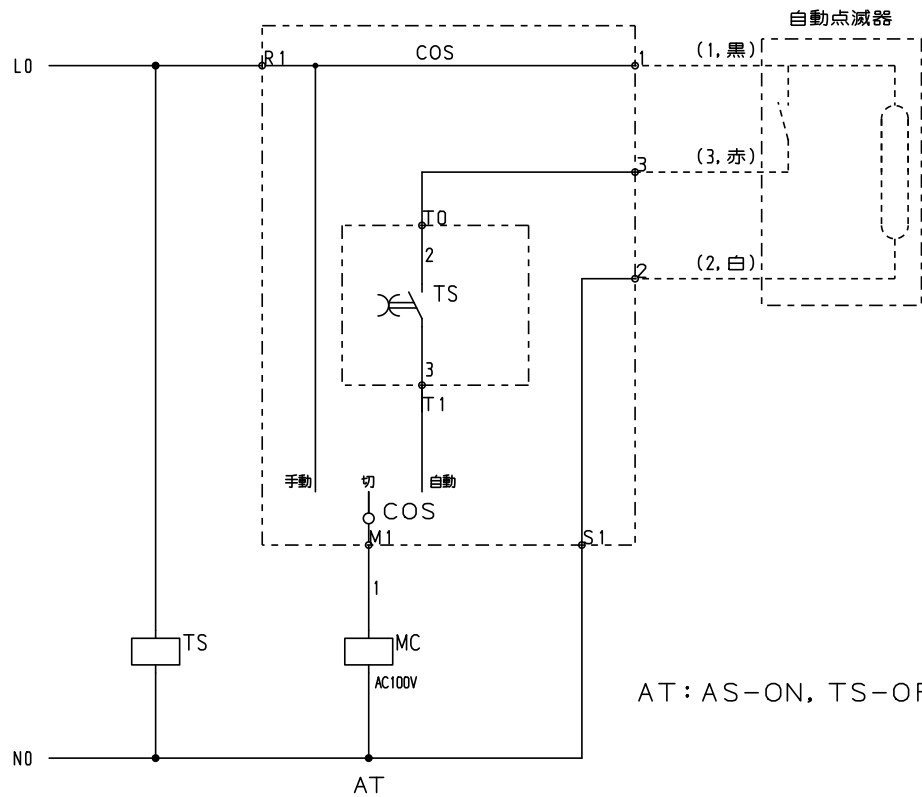 自動点滅器
L0
R1
COS
1
(1,黒)
3
(3,赤)
T0
2
TS
2
(2,白)
3
T1
手動
切
自動
COS
M1
S1
1
TS
MC
AC100V
AT:AS-ON, TS-OF
N0
AT